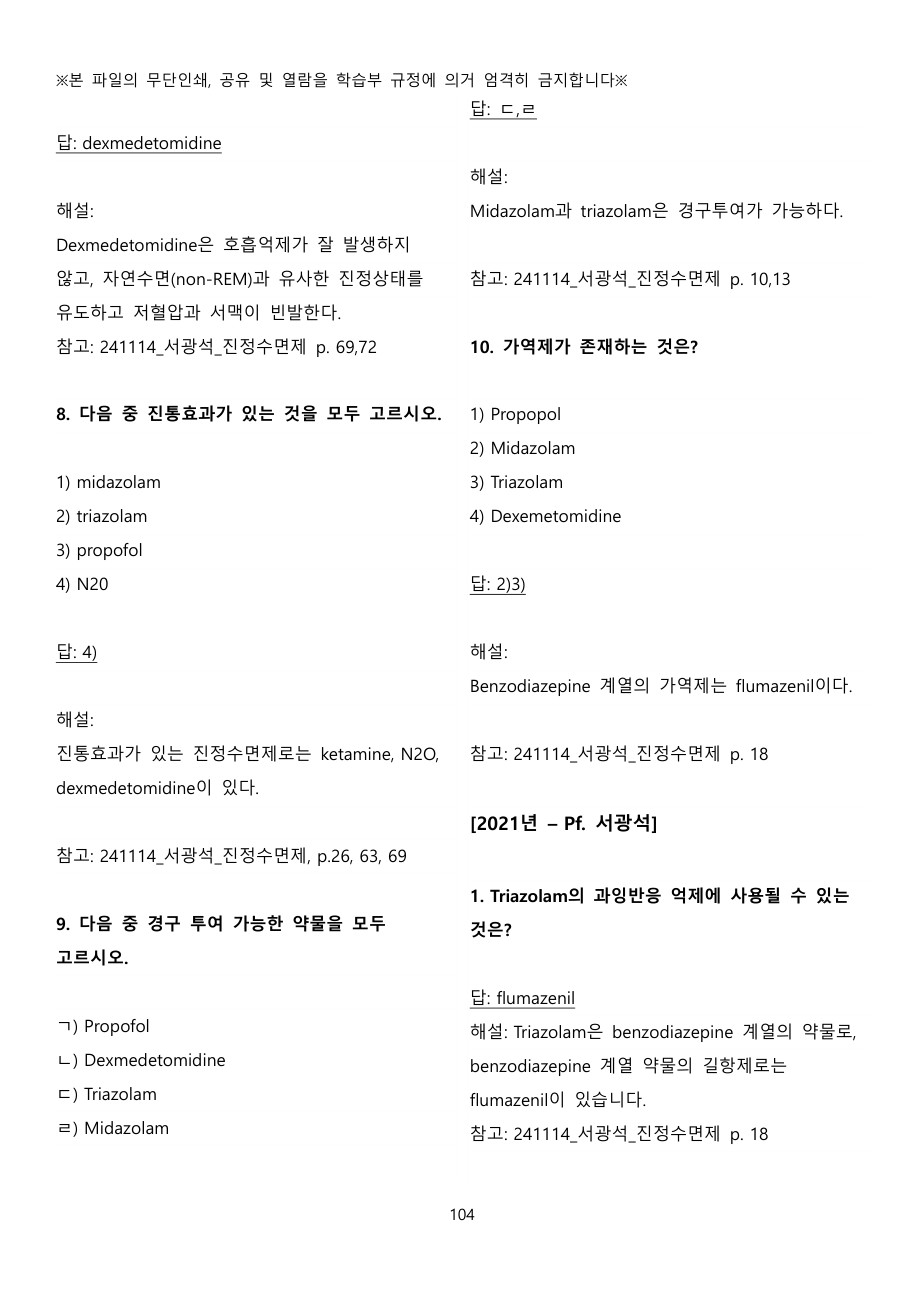 ※본 파일의 무단인쇄, 공유 및 열람을 학습부 규정에 의거 엄격히 금지합니다※
답: dexmedetomidine
해설:
Dexmedetomidine은 호흡억제가 잘 발생하지
않고, 자연수면(non-REM)과 유사한 진정상태를
유도하고 저혈압과 서맥이 빈발한다.
참고: 241114_서광석_진정수면제 p. 69,72
8. 다음 중 진통효과가 있는 것을 모두 고르시오.
1) midazolam
2) triazolam
3) propofol
4) N20
답: 4)
해설:
진통효과가 있는 진정수면제로는 ketamine, N2O,
dexmedetomidine이 있다.
참고: 241114_서광석_진정수면제, p.26, 63, 69
9. 다음 중 경구 투여 가능한 약물을 모두
고르시오.
ㄱ) Propofol
ㄴ) Dexmedetomidine
ㄷ) Triazolam
ㄹ) Midazolam
답: ㄷ,ㄹ
해설:
Midazolam과 triazolam은 경구투여가 가능하다.
참고: 241114_서광석_진정수면제 p. 10,13
10. 가역제가 존재하는 것은?
1) Propopol
2) Midazolam
3) Triazolam
4) Dexemetomidine
답: 2)3)
해설:
Benzodiazepine 계열의 가역제는 flumazenil이다.
참고: 241114_서광석_진정수면제 p. 18
[2021년 – Pf. 서광석]
1. Triazolam의 과잉반응 억제에 사용될 수 있는
것은?
답: flumazenil
해설: Triazolam은 benzodiazepine 계열의 약물로,
benzodiazepine 계열 약물의 길항제로는
flumazenil이 있습니다.
참고: 241114_서광석_진정수면제 p. 18
104